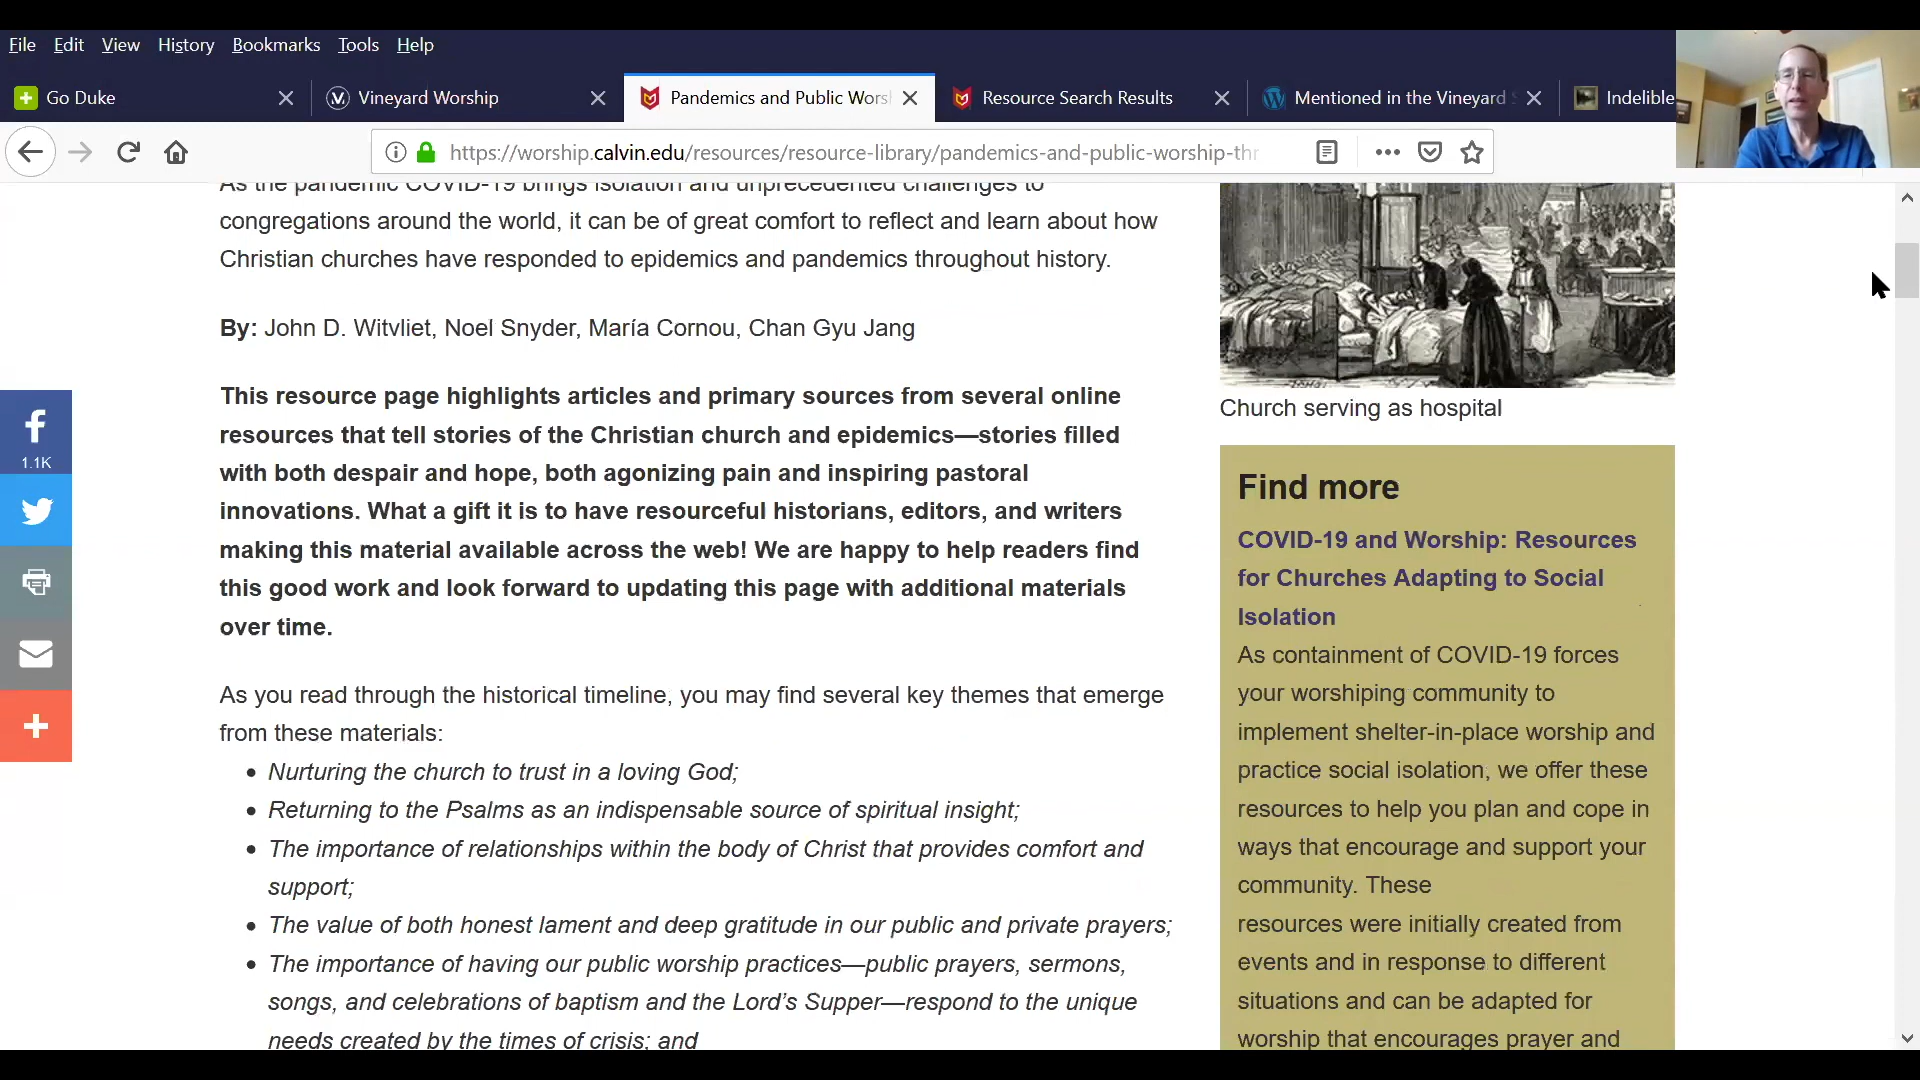 File Edit View History Bookmarks Tools Help
Go Duke
Vineyard Worship
Pandemics and Public Wors
Resource Search Results
Mentioned in the Vineyard
Indelible
https://worship.calvin.edu/resources/resource-library/pandemics-and-public-worship-thr
As the pandemic COVID-19 brings isolation and unprecedented challenges to
congregations around the world, it can be of great comfort to reflect and learn about how
Christian churches have responded to epidemics and pandemics throughout history.
By: John D. Witvliet, Noel Snyder, María Cornou, Chan Gyu Jang
This resource page highlights articles and primary sources from several online
resources that tell stories of the Christian church and epidemics—stories filled
with both despair and hope, both agonizing pain and inspiring pastoral
innovations. What a gift it is to have resourceful historians, editors, and writers
making this material available across the web! We are happy to help readers find
this good work and look forward to updating this page with additional materials
over time.
As you read through the historical timeline, you may find several key themes that emerge
from these materials:
• Nurturing the church to trust in a loving God;
• Returning to the Psalms as an indispensable source of spiritual insight;
• The importance of relationships within the body of Christ that provides comfort and
support;
• The value of both honest lament and deep gratitude in our public and private prayers;
• The importance of having our public worship practices—public prayers, sermons,
songs, and celebrations of baptism and the Lord's Supper—respond to the unique
needs created by the times of crisis; and
1.1K
Church serving as hospital
Find more
COVID-19 and Worship: Resources
for Churches Adapting to Social
Isolation
As containment of COVID-19 forces
your worshiping community to
implement shelter-in-place worship and
practice social isolation, we offer these
resources to help you plan and cope in
ways that encourage and support your
community. These
resources were initially created from
events and in response to different
situations and can be adapted for
worship that encourages prayer and